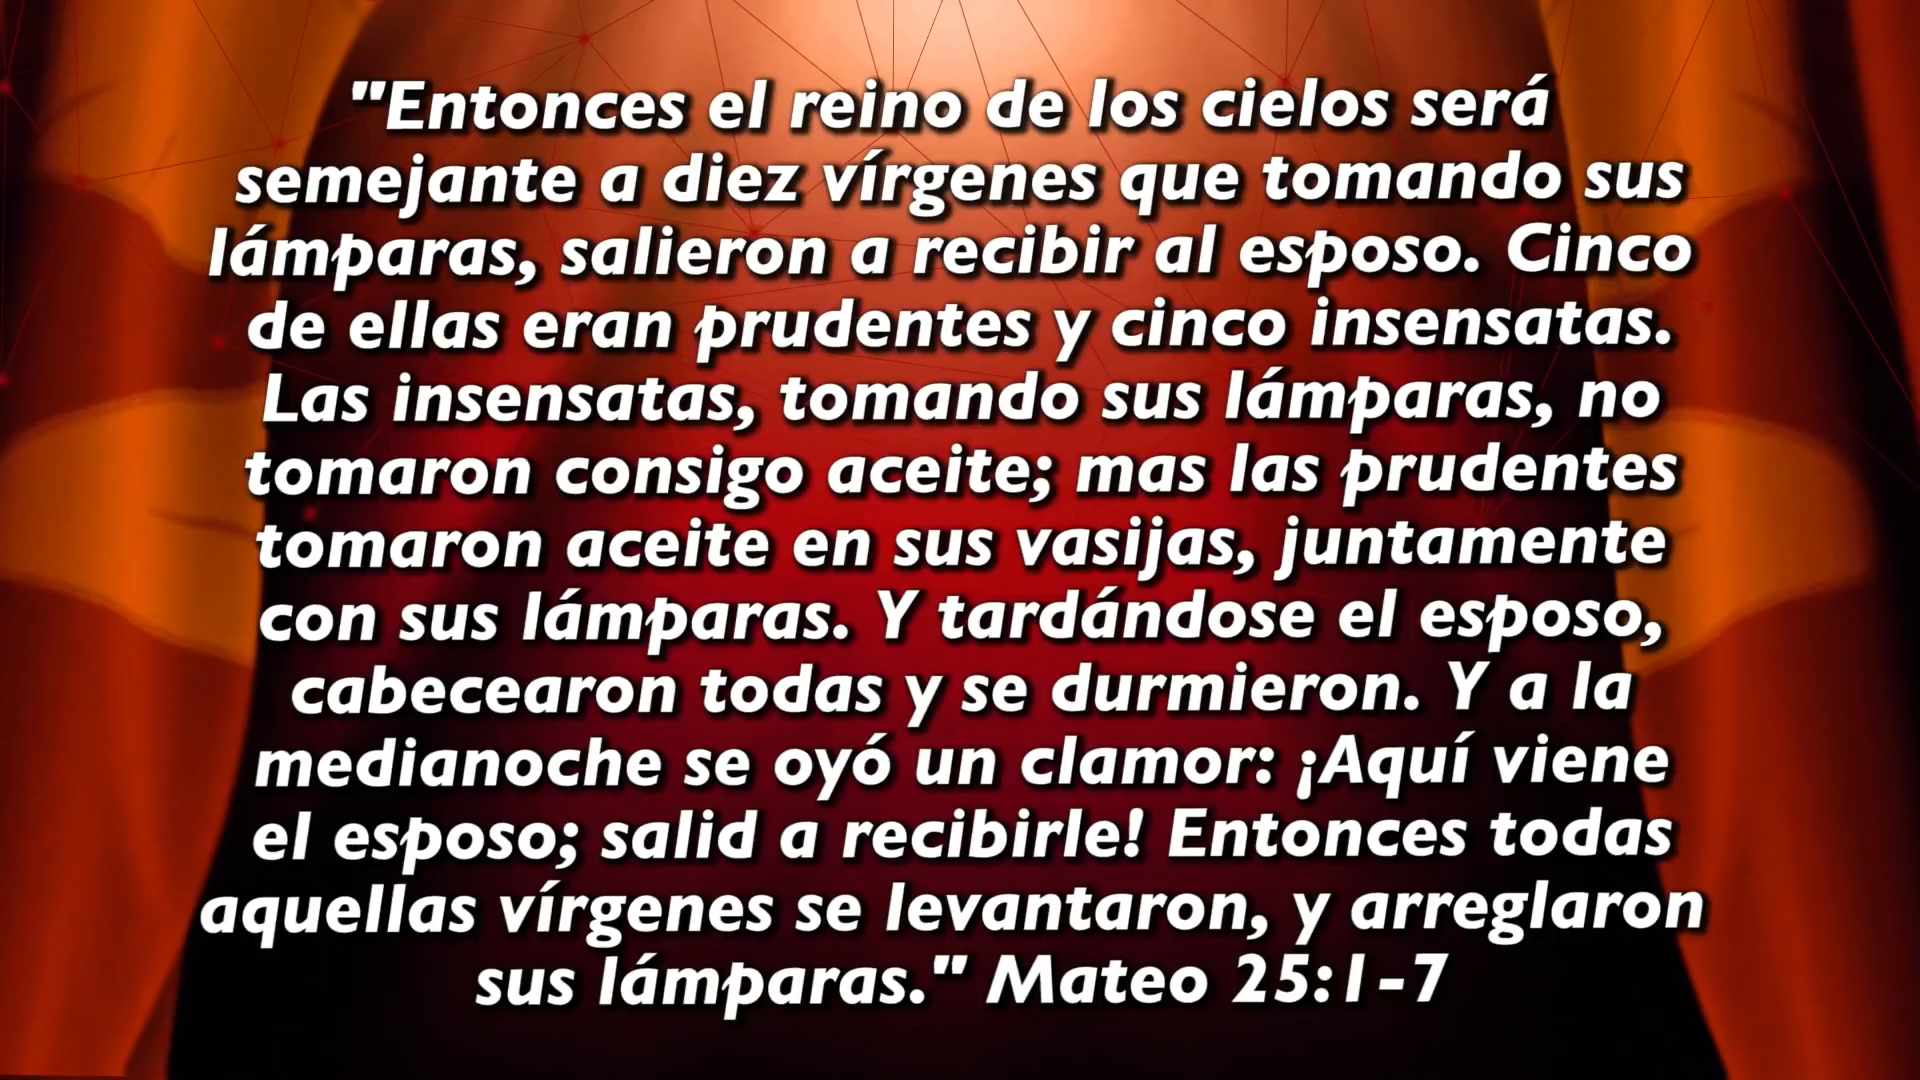 "Entonces el reino de los cielos será
semejante a diez vírgenes que tomando sus
lámparas, salieron a recibir al esposo. Cinco
de ellas eran prudentes y cinco insensatas.
Las insensatas, tomando sus lámparas, no
tomaron consigo aceite; mas las prudentes
tomaron aceite en sus vasijas, juntamente
con sus lámparas. Y tardándose el esposo,
cabecearon todas y se durmieron. Y a la
medianoche se oyó un clamor: ¡Aquí viene
el esposo; salid a recibirle! Entonces todas
aquellas vírgenes se levantaron, y arreglaron
sus lámparas." Mateo 25:1-7